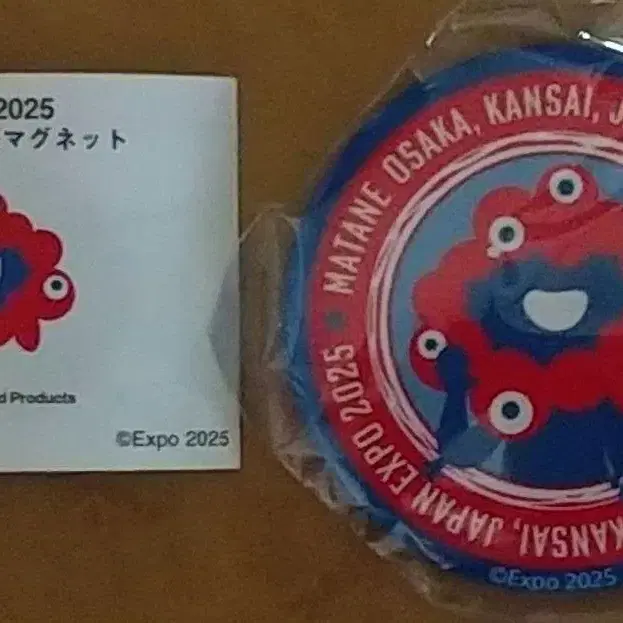 2025
マグネット
d Products
©Expo 2025
MATANE OSAKA, KANSAI, J
KANSAI, JAPAN EXPO 2025
©Expo 2025